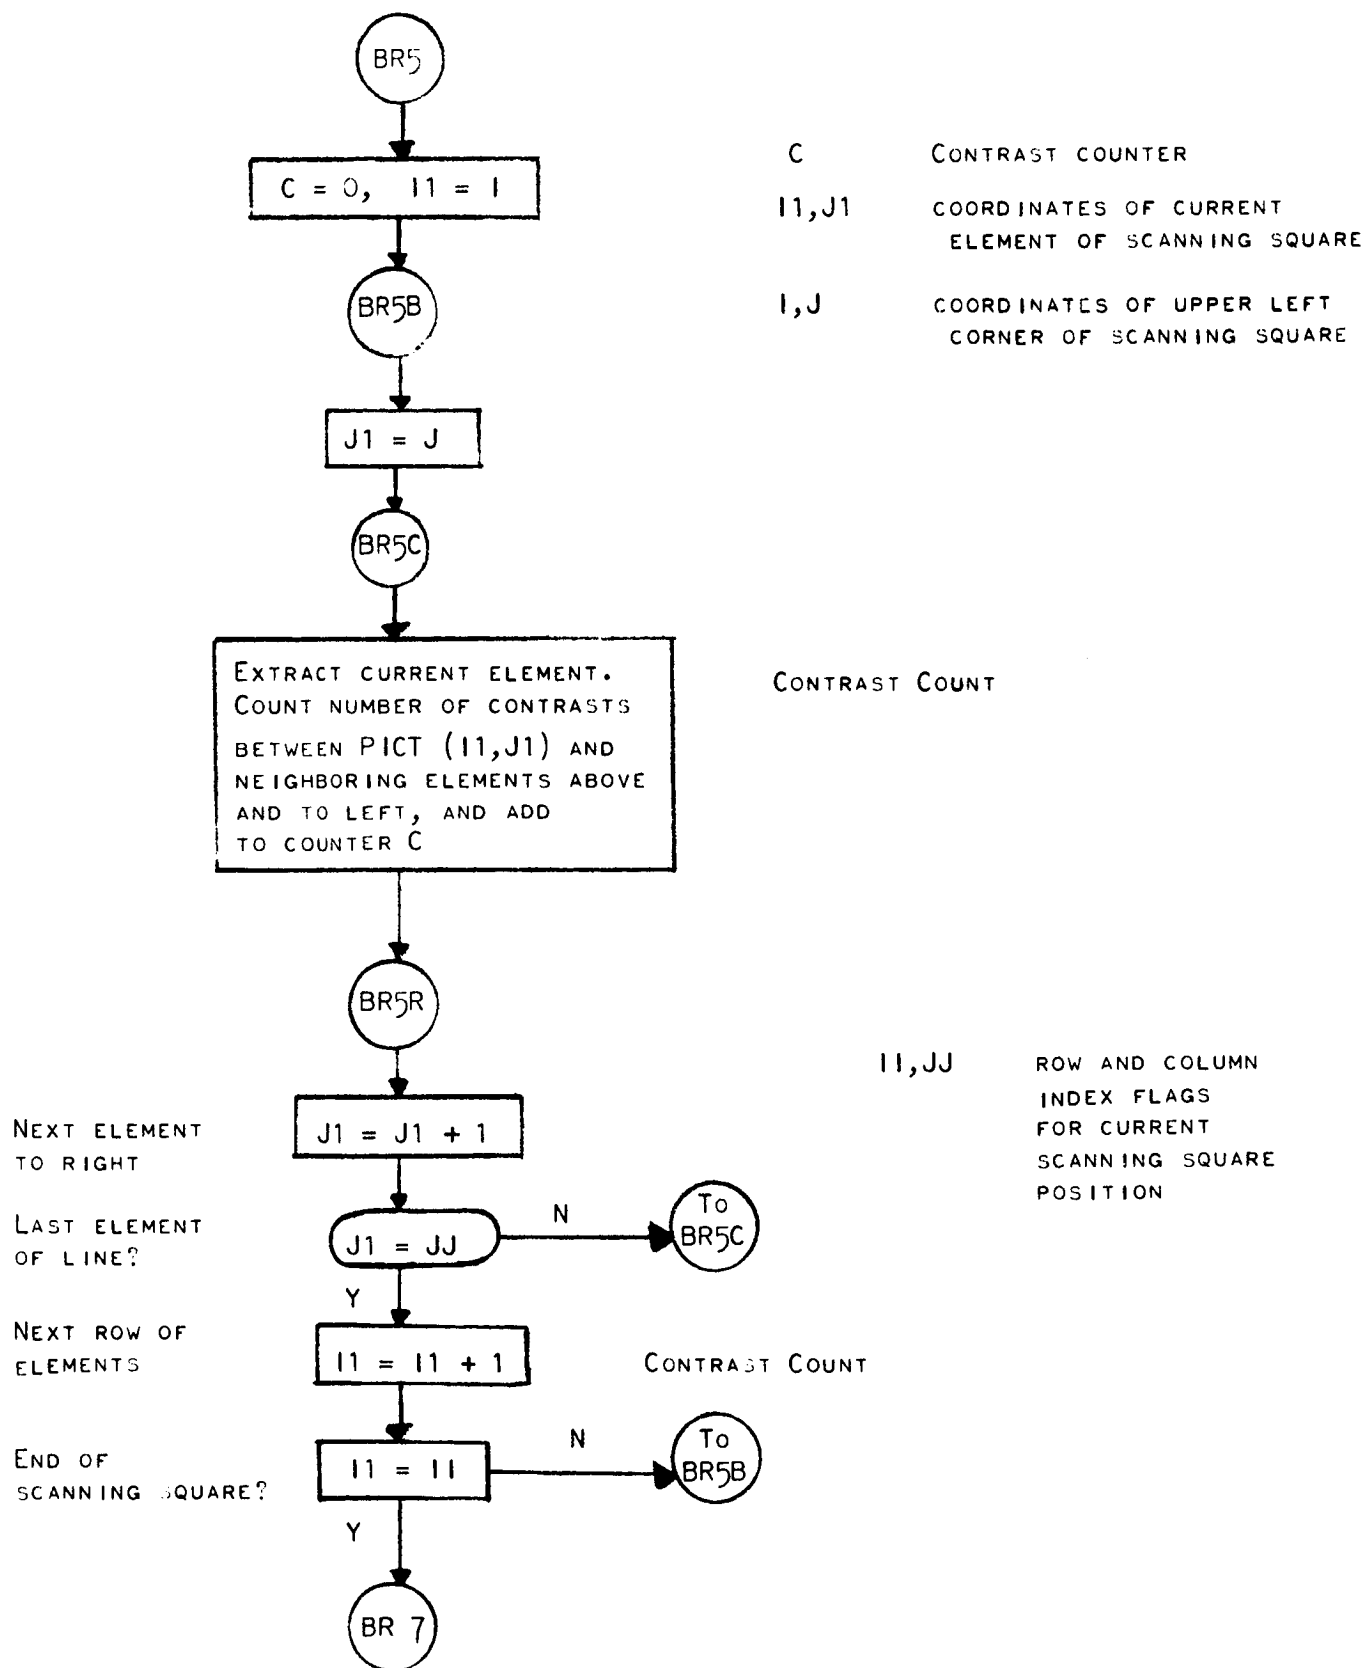 BR5
C = 0, I1 = I
C CONTRAST COUNTER
I1,J1 COORDINATES OF CURRENT
ELEMENT OF SCANNING SQUARE
BR5B
I,J COORDINATES OF UPPER LEFT
CORNER OF SCANNING SQUARE
J1 = J
BR5C
EXTRACT CURRENT ELEMENT.
COUNT NUMBER OF CONTRASTS
BETWEEN PICT (I1,J1) AND
NEIGHBORING ELEMENTS ABOVE
AND TO LEFT, AND ADD
TO COUNTER C
CONTRAST COUNT
BR5R
II,JJ ROW AND COLUMN
INDEX FLAGS
FOR CURRENT
SCANNING SQUARE
POSITION
NEXT ELEMENT
TO RIGHT
J1 = J1 + 1
LAST ELEMENT
OF LINE?
J1 = JJ
N
TO
BR5C
Y
NEXT ROW OF
ELEMENTS
I1 = I1 + 1
CONTRAST COUNT
END OF
SCANNING SQUARE?
I1 = II
N
TO
BR5B
Y
BR 7